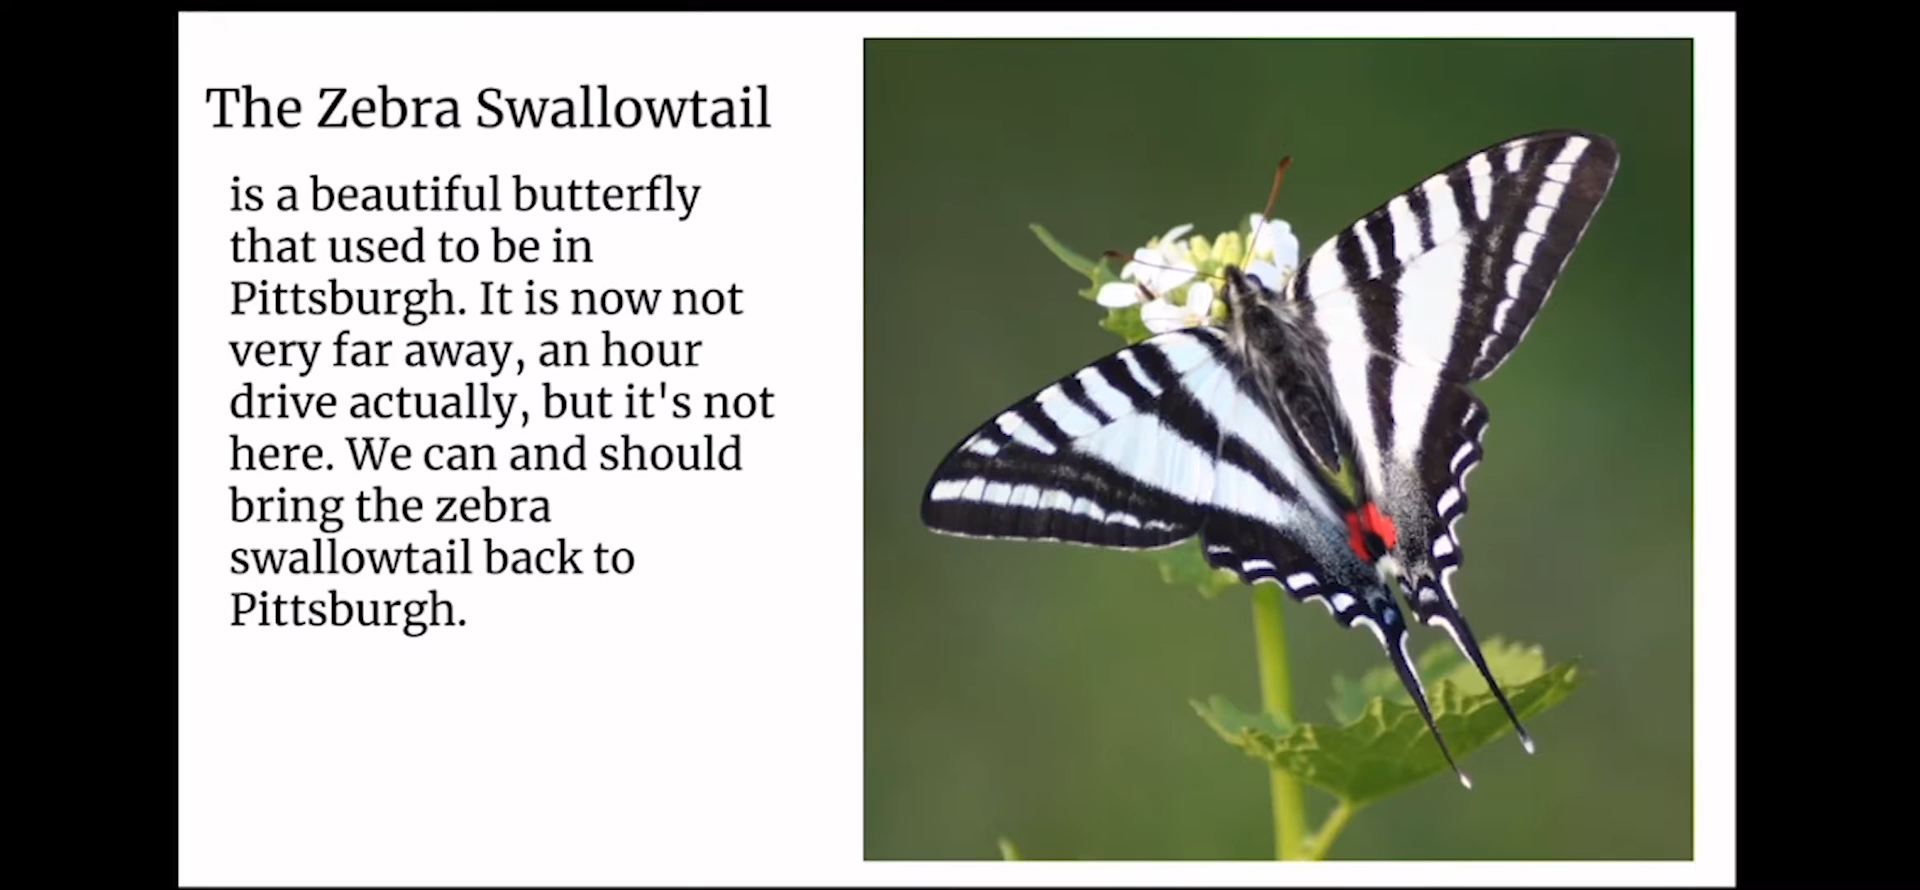 The Zebra Swallowtail
is a beautiful butterfly
that used to be in
Pittsburgh. It is now not
very far away, an hour
drive actually, but it's not
here. We can and should
bring the zebra
swallowtail back to
Pittsburgh.